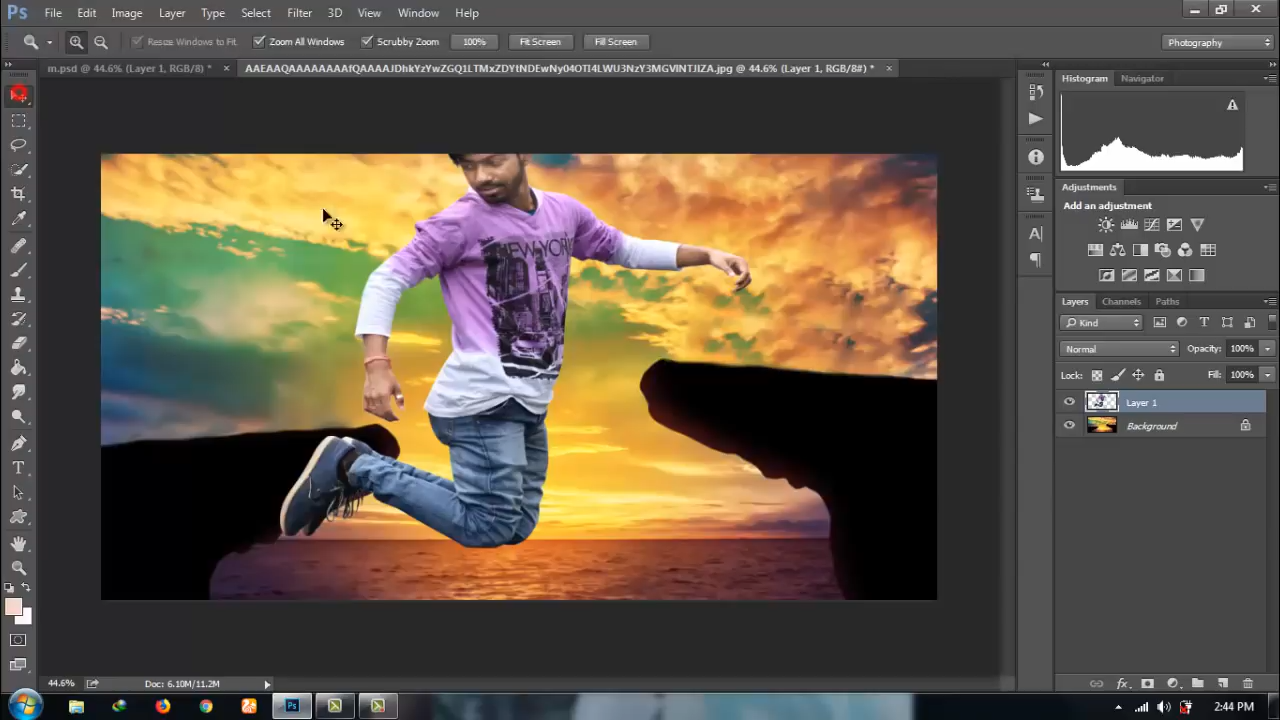 Ps File Edit Image Layer Type Select Filter 3D View Window Help
Resize Windows to Fit Zoom All Windows Scrubby Zoom 100% Fit Screen Fill Screen Photography
m.psd @ 44.6% (Layer 1, RGB/8) * × AAEAAQAAAAAAAAfQAAAAJDhkYzYwZGQ1LTMxZDYtNDEwNy04OTI4LWU3NzY3MGVlNTJlZA.jpg @ 44.6% (Layer 1, RGB/8#) * ×
Histogram Navigator
Adjustments
Add an adjustment
Layers Channels Paths
Kind
Normal Opacity: 100%
Lock: Fill: 100%
Layer 1
Background
NEW YORK
44.6% Doc: 6.10M/11.2M
Ps 2:44 PM